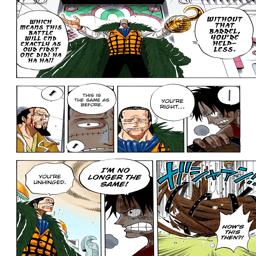 WHICH
MEANS THIS
BATTLE
WILL END
EXACTLY AS
OUR FIRST
ONE DID! HA
HA HA!!
WITHOUT
THAT
BARREL,
YOU'RE
HELP-
LESS.
!
THIS IS
THE SAME AS
BEFORE.
YOU'RE
RIGHT...
!
YOU'RE
UNHINGED.
I'M NO
LONGER THE
SAME!
HOW'S
THIS
THEN?!